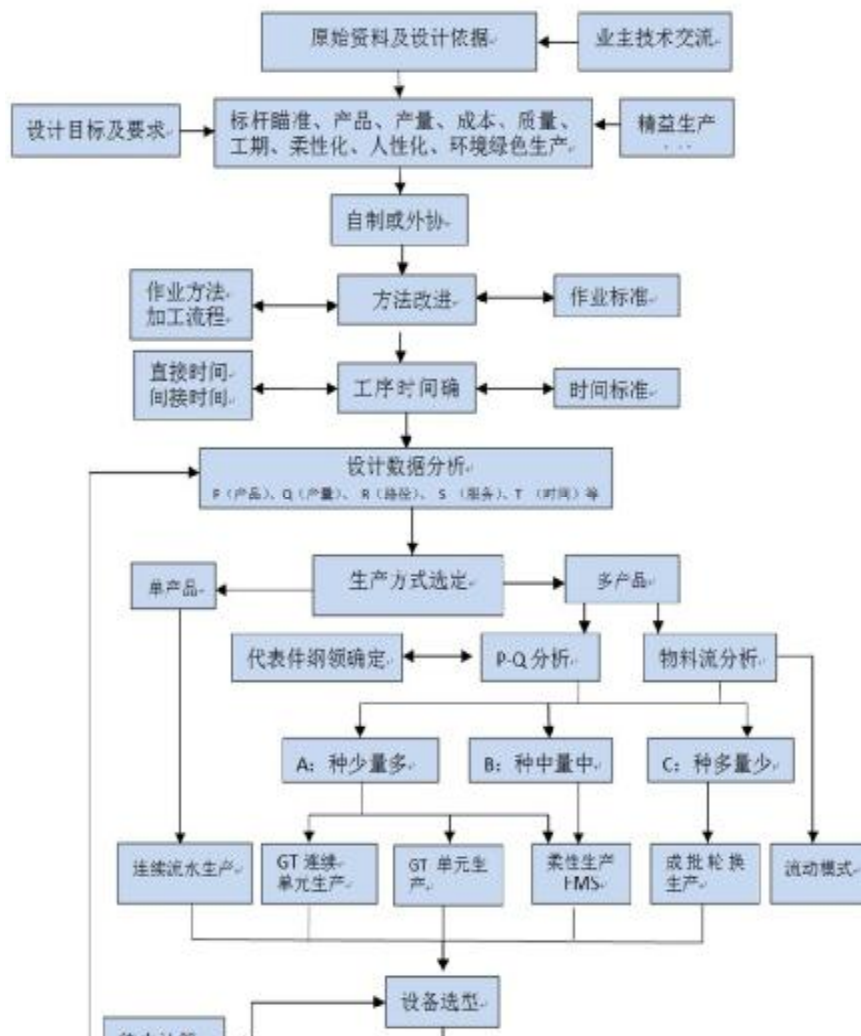 原始资料及设计依据
业主技术交流
设计目标及要求
标杆瞄准、产品、产量、成本、质量、
工期、柔性化、人性化、环境绿色生产
精益生产
自制或外协
作业方法
加工流程
方法改进
作业标准
直接时间
间接时间
工序时间确
时间标准
设计数据分析
P（产品）、Q（产量）、R（路径）、S（服务）、T（时间）等
单产品
生产方式选定
多产品
代表件纲领确定
P-Q 分析
物料流分析
A：种少量多
B：种中量中
C：种多量少
连续流水生产
GT 连续
单元生产
GT 单元生
产
柔性生产
FMS
成批轮换
生产
流动模式
设备选型